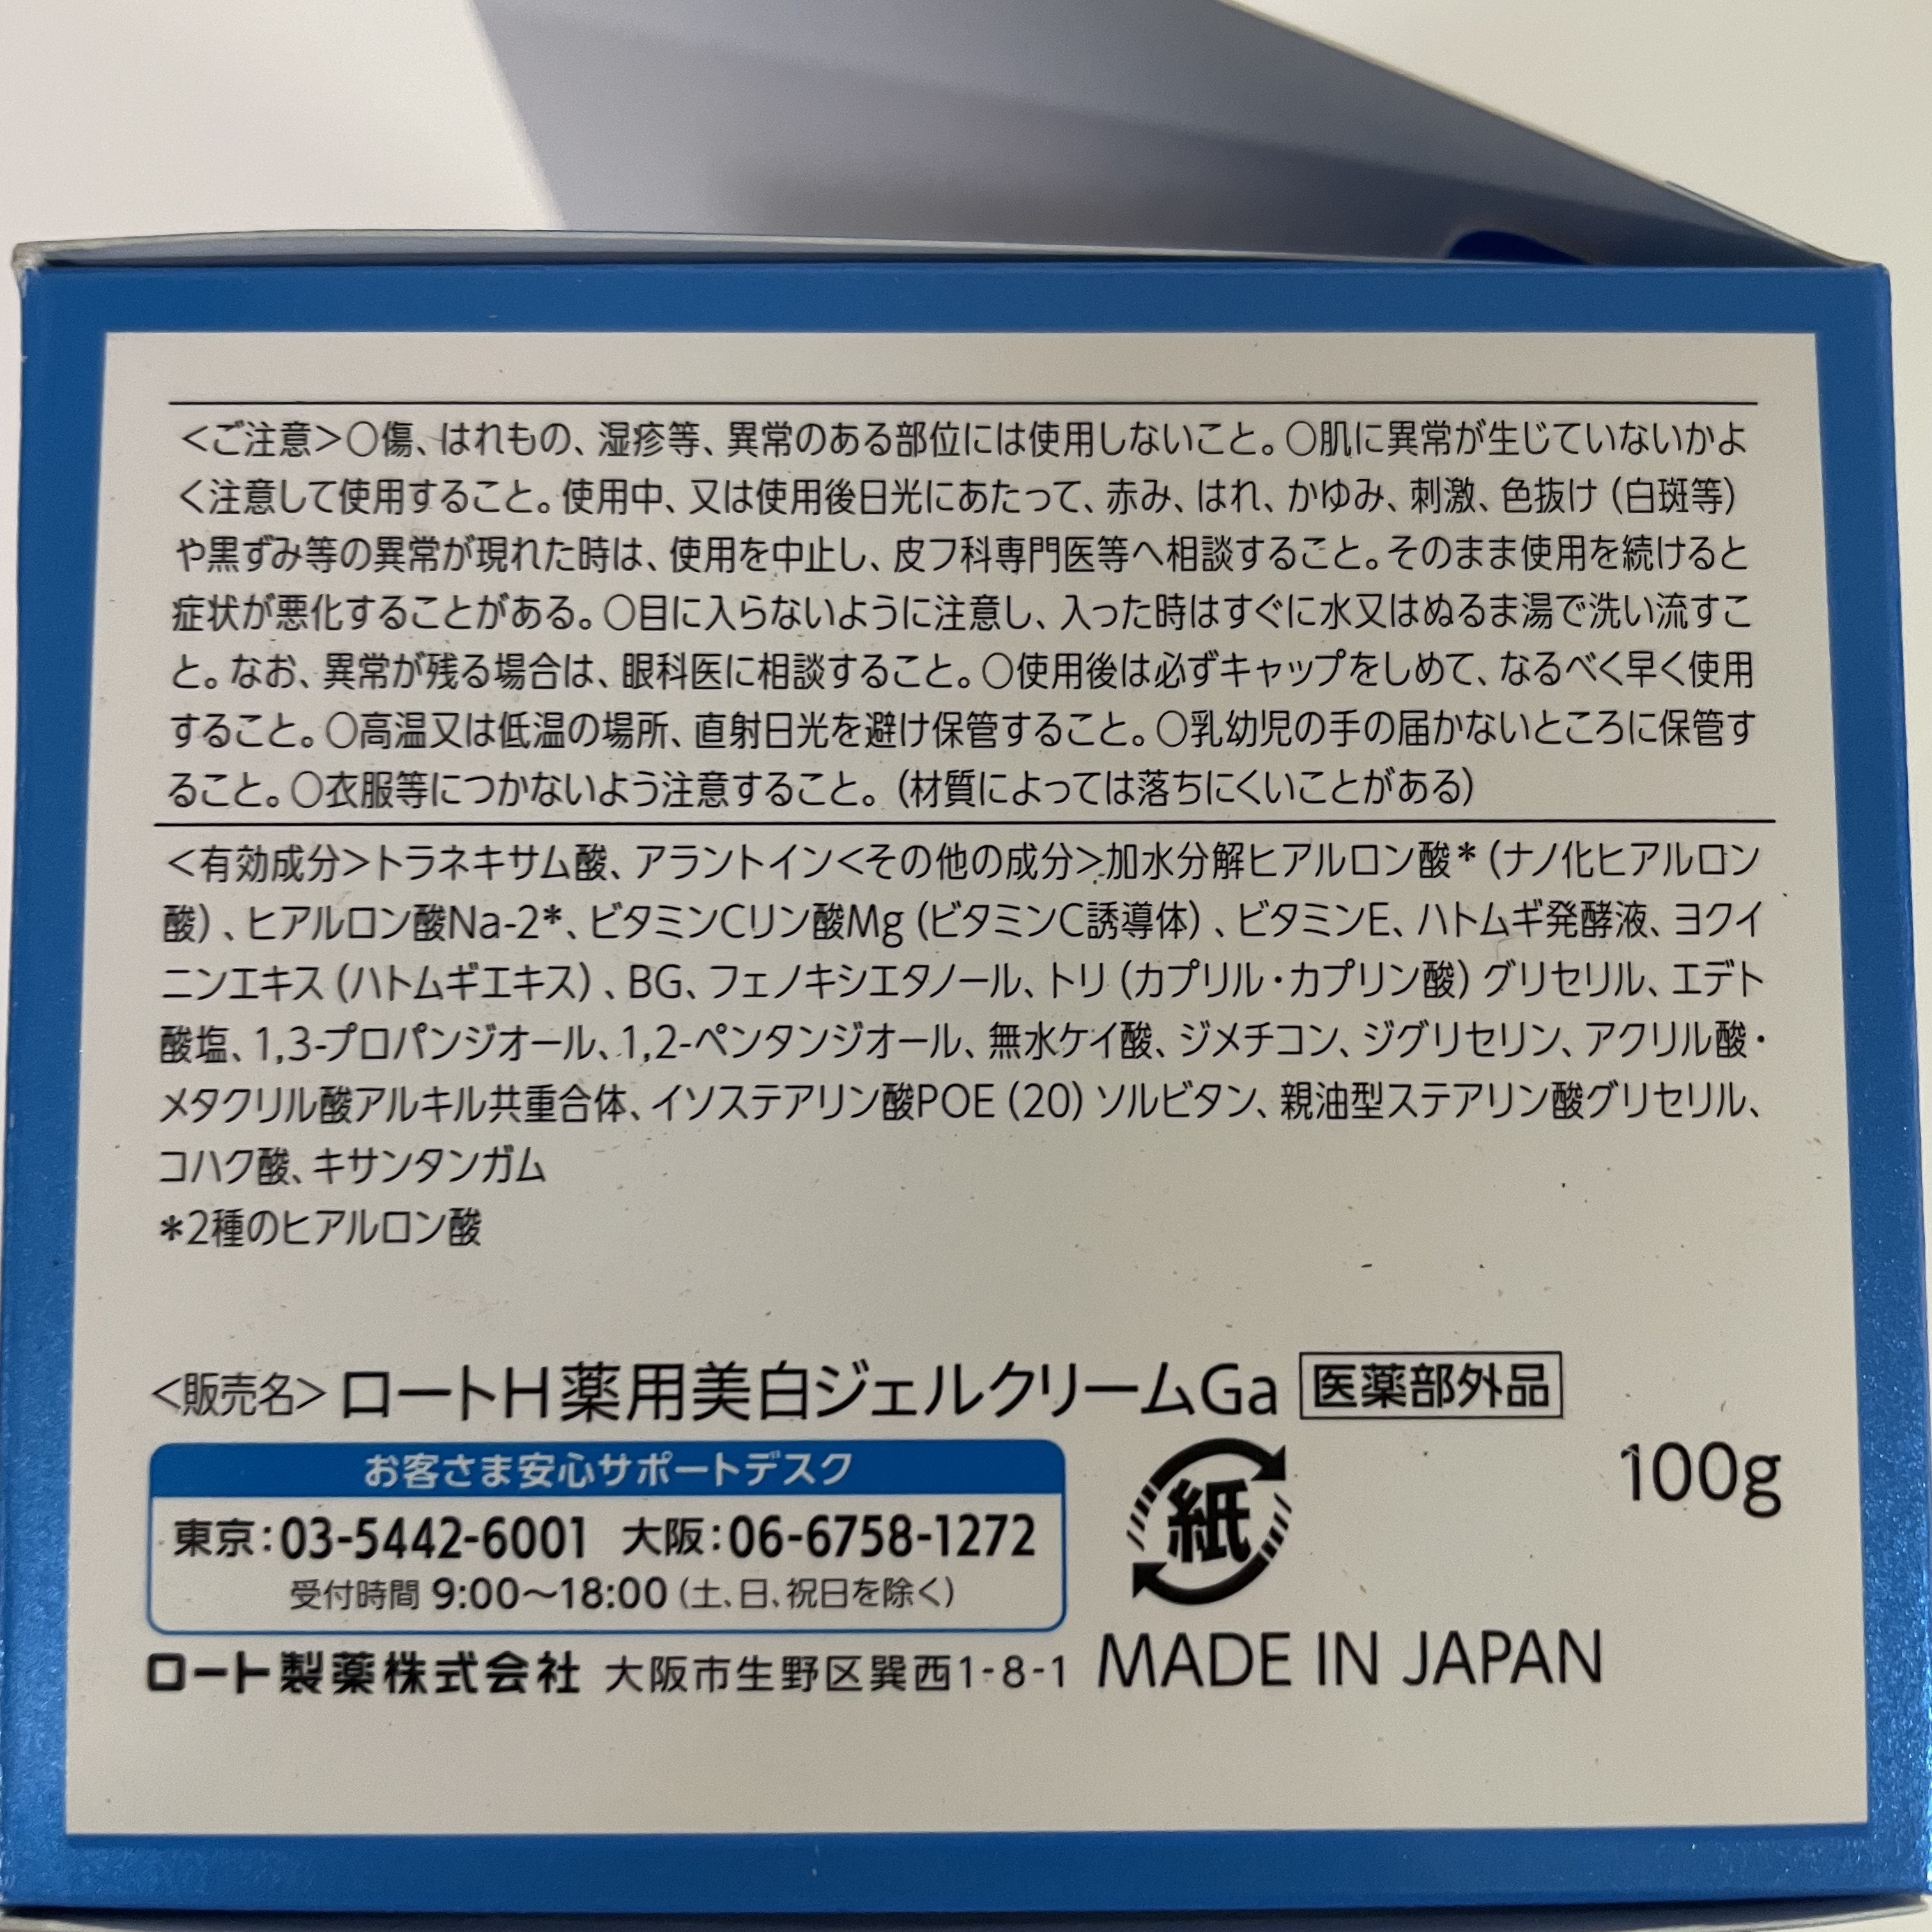 <ご注意>○傷、はれもの、湿疹等、異常のある部位には使用しないこと。○肌に異常が生じていないかよ
く注意して使用すること。使用中、又は使用後日光にあたって、赤み、はれ、かゆみ、刺激、色抜け（白斑等）
や黒ずみ等の異常が現れた時は、使用を中止し、皮フ科専門医等へ相談すること。そのまま使用を続けると
症状が悪化することがある。○目に入らないように注意し、入った時はすぐに水又はぬるま湯で洗い流すこ
と。なお、異常が残る場合は、眼科医に相談すること。○使用後は必ずキャップをしめて、なるべく早く使用
すること。○高温又は低温の場所、直射日光を避け保管すること。○乳幼児の手の届かないところに保管す
ること。○衣服等につかないよう注意すること。（材質によっては落ちにくいことがある）
<有効成分>トラネキサム酸、アラントイン<その他の成分>加水分解ヒアルロン酸*（ナノ化ヒアルロン
酸）、ヒアルロン酸Na-2*、ビタミンCリン酸Mg（ビタミンC誘導体）、ビタミンE、ハトムギ発酵液、ヨクイ
ニンエキス（ハトムギエキス）、BG、フェノキシエタノール、トリ（カプリル・カプリン酸）グリセリル、エデト
酸塩、1,3-プロパンジオール、1,2-ペンタンジオール、無水ケイ酸、ジメチコン、ジグリセリン、アクリル酸・
メタクリル酸アルキル共重合体、イソステアリン酸POE（20）ソルビタン、親油型ステアリン酸グリセリル、
コハク酸、キサンタンガム
*2種のヒアルロン酸
<販売名>ロートH薬用美白ジェルクリームGa 医薬部外品
100g
お客さま安心サポートデスク
東京：03-5442-6001 大阪：06-6758-1272
受付時間 9:00〜18:00（土、日、祝日を除く）
紙
ロート製薬株式会社 大阪市生野区巽西1-8-1
MADE IN JAPAN